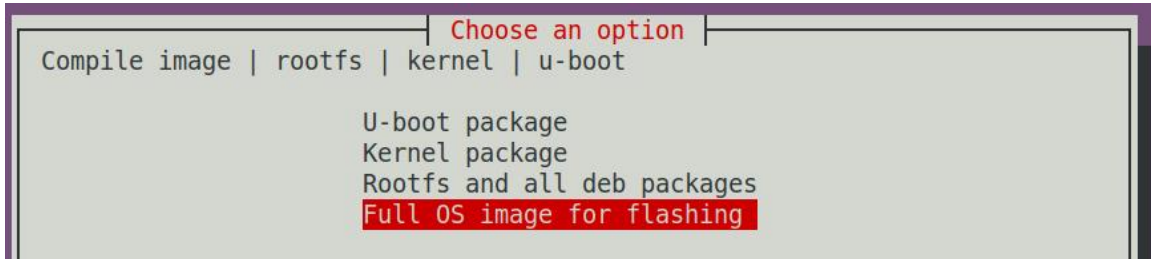 Choose an option
Compile image | rootfs | kernel | u-boot
U-boot package
Kernel package
Rootfs and all deb packages
Full OS image for flashing